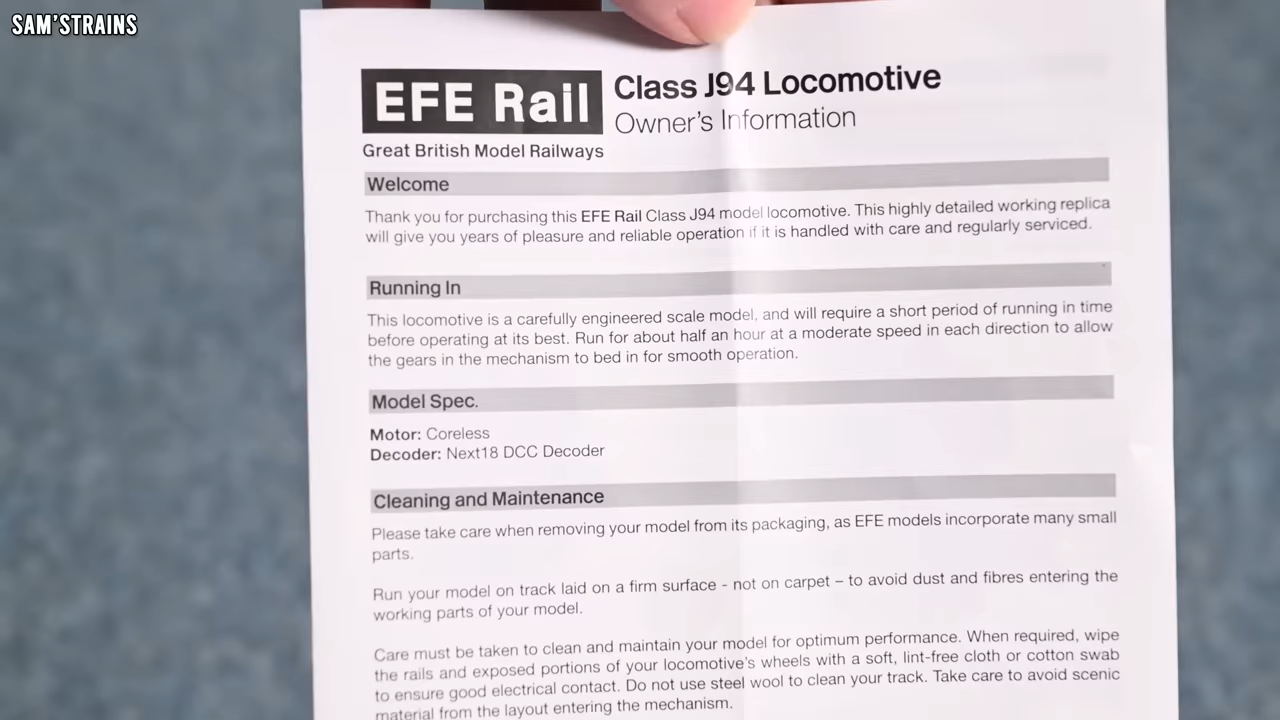 SAM'STRAINS
EFE Rail
Class J94 Locomotive
Owner's Information
Great British Model Railways
Welcome
Thank you for purchasing this EFE Rail Class J94 model locomotive. This highly detailed working replica
will give you years of pleasure and reliable operation if it is handled with care and regularly serviced.
Running In
This locomotive is a carefully engineered scale model, and will require a short period of running in time
before operating at its best. Run for about half an hour at a moderate speed in each direction to allow
the gears in the mechanism to bed in for smooth operation.
Model Spec.
Motor: Coreless
Decoder: Next18 DCC Decoder
Cleaning and Maintenance
Please take care when removing your model from its packaging, as EFE models incorporate many small
parts.
Run your model on track laid on a firm surface - not on carpet – to avoid dust and fibres entering the
working parts of your model.
Care must be taken to clean and maintain your model for optimum performance. When required, wipe
the rails and exposed portions of your locomotive's wheels with a soft, lint-free cloth or cotton swab
to ensure good electrical contact. Do not use steel wool to clean your track. Take care to avoid scenic
material from the layout entering the mechanism.